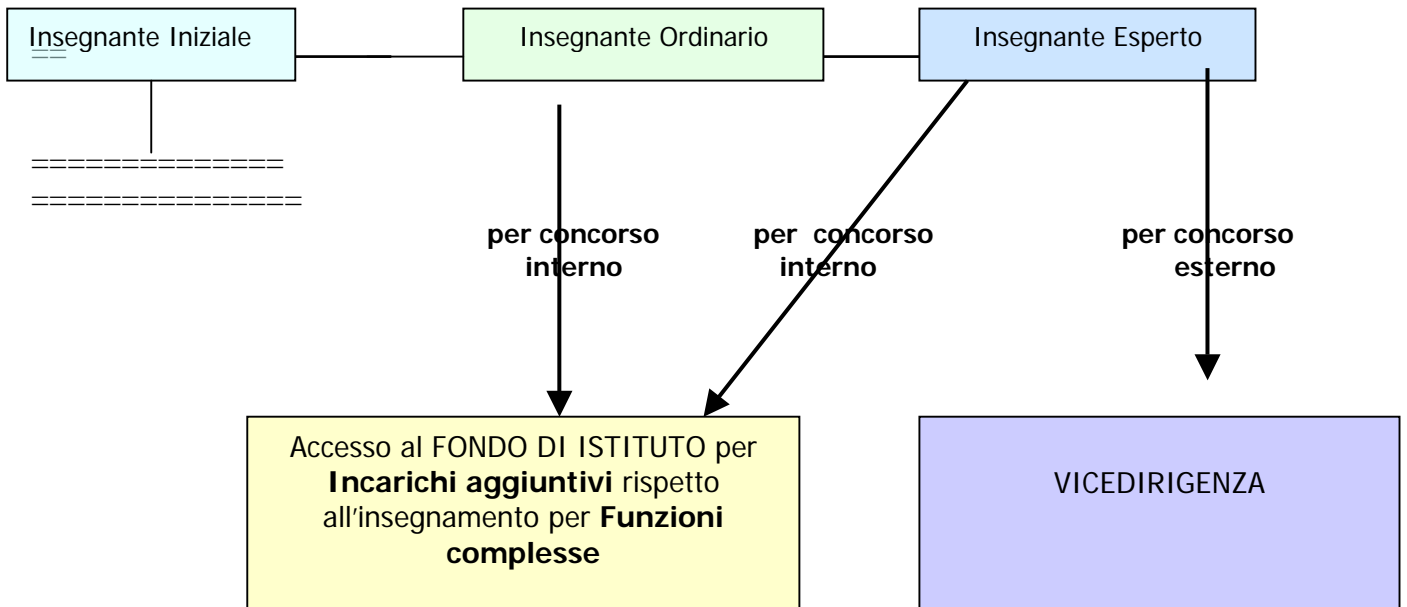 Insegnante Iniziale
==
Insegnante Ordinario
Insegnante Esperto
==============
===============
per concorso
interno
per concorso
interno
per concorso
esterno
Accesso al FONDO DI ISTITUTO per
Incarichi aggiuntivi rispetto
all'insegnamento per Funzioni
complesse
VICEDIRIGENZA